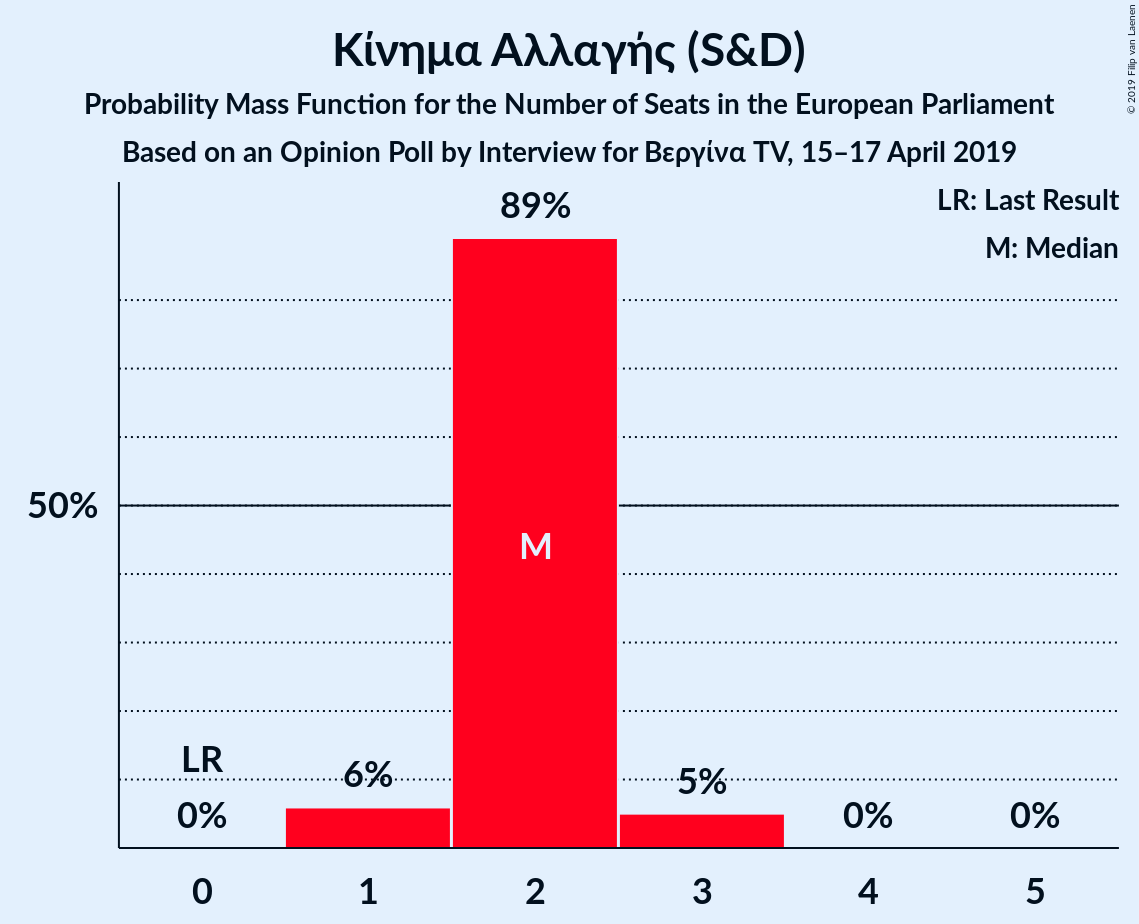 Κίνημα Αλλαγής (S&D)
Probability Mass Function for the Number of Seats in the European Parliament
Based on an Opinion Poll by Interview for Βεργίνα TV, 15–17 April 2019
© 2019 Filip van Laenen
LR: Last Result
M: Median
89%
50%
M
LR
0%
6%
5%
0%
0%
0 1 2 3 4 5